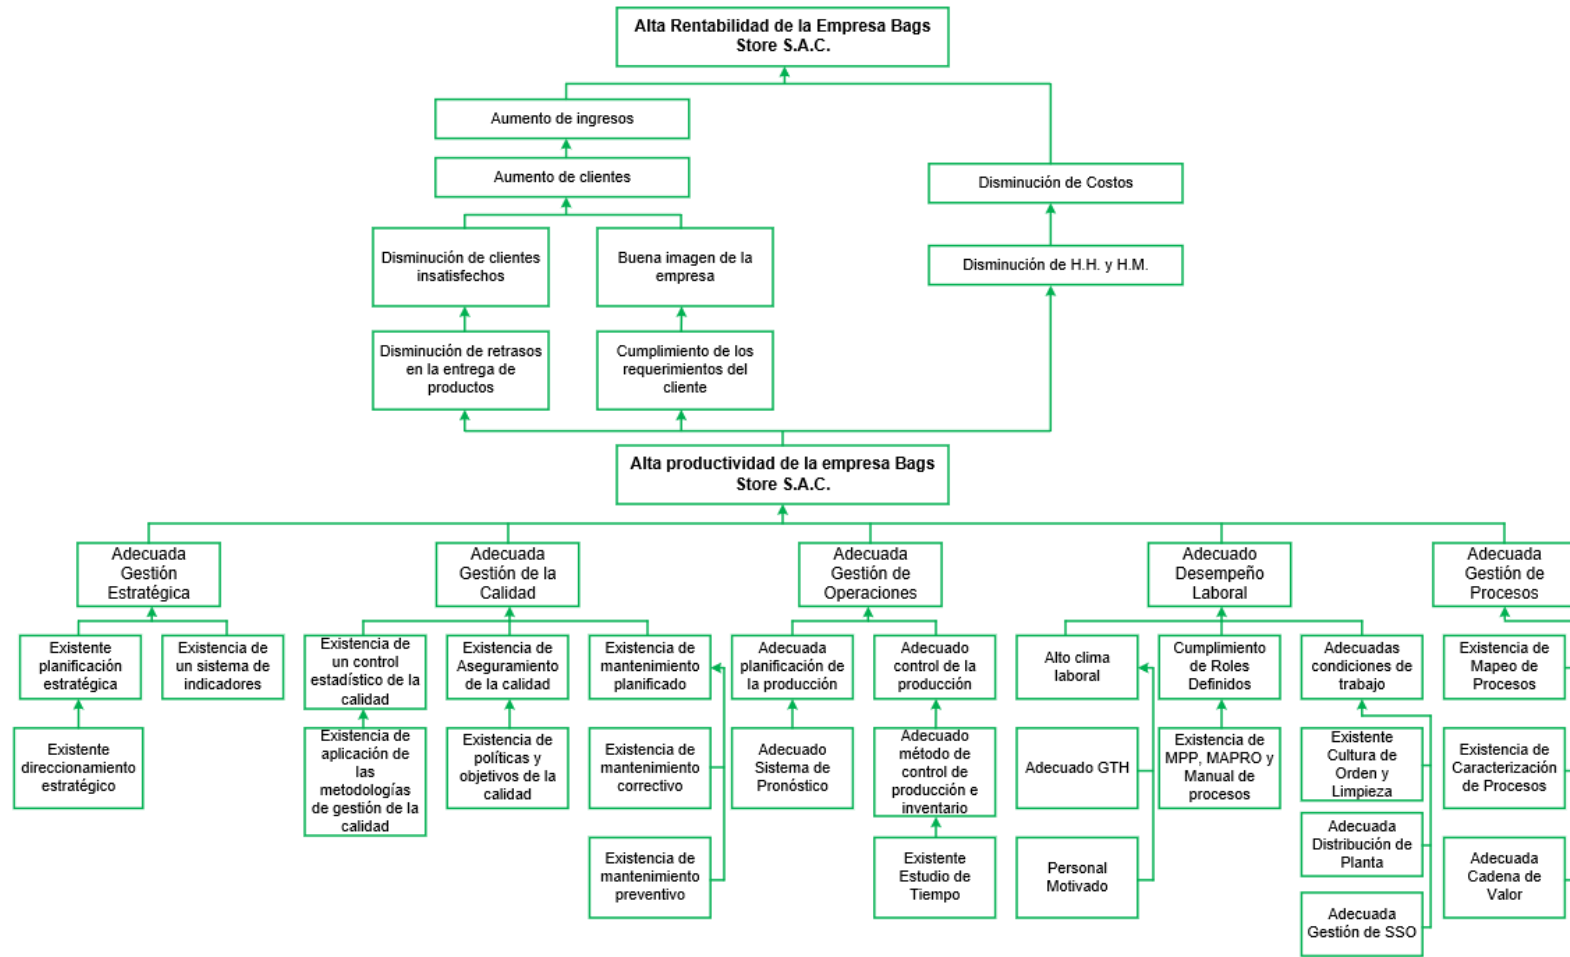 Alta Rentabilidad de la Empresa Bags
Store S.A.C.
Aumento de ingresos
Aumento de clientes
Disminución de Costos
Disminución de clientes
insatisfechos
Buena imagen de la
empresa
Disminución de H.H. y H.M.
Disminución de retrasos
en la entrega de
productos
Cumplimiento de los
requerimientos del
cliente
Alta productividad de la empresa Bags
Store S.A.C.
Adecuada
Gestión
Estratégica
Adecuada
Gestión de la
Calidad
Adecuada
Gestión de
Operaciones
Adecuado
Desempeño
Laboral
Adecuada
Gestión de
Procesos
Existente
planificación
estratégica
Existencia de
un sistema de
indicadores
Existencia de
un control
estadístico de la
calidad
Existencia de
Aseguramiento
de la calidad
Existencia de
mantenimiento
planificado
Adecuada
planificación de
la producción
Adecuado
control de la
producción
Alto clima
laboral
Cumplimiento
de Roles
Definidos
Adecuadas
condiciones de
trabajo
Existencia de
Mapeo de
Procesos
Existente
direccionamiento
estratégico
Existencia de
aplicación de
las
metodologías
de gestión de la
calidad
Existencia de
políticas y
objetivos de la
calidad
Existencia de
mantenimiento
correctivo
Adecuado
Sistema de
Pronóstico
Adecuado
método de
control de
producción e
inventario
Adecuado GTH
Existencia de
MPP, MAPRO y
Manual de
procesos
Existente
Cultura de
Orden y
Limpieza
Existencia de
Caracterización
de Procesos
Existencia de
mantenimiento
preventivo
Existente
Estudio de
Tiempo
Personal
Motivado
Adecuada
Distribución de
Planta
Adecuada
Cadena de
Valor
Adecuada
Gestión de SSO